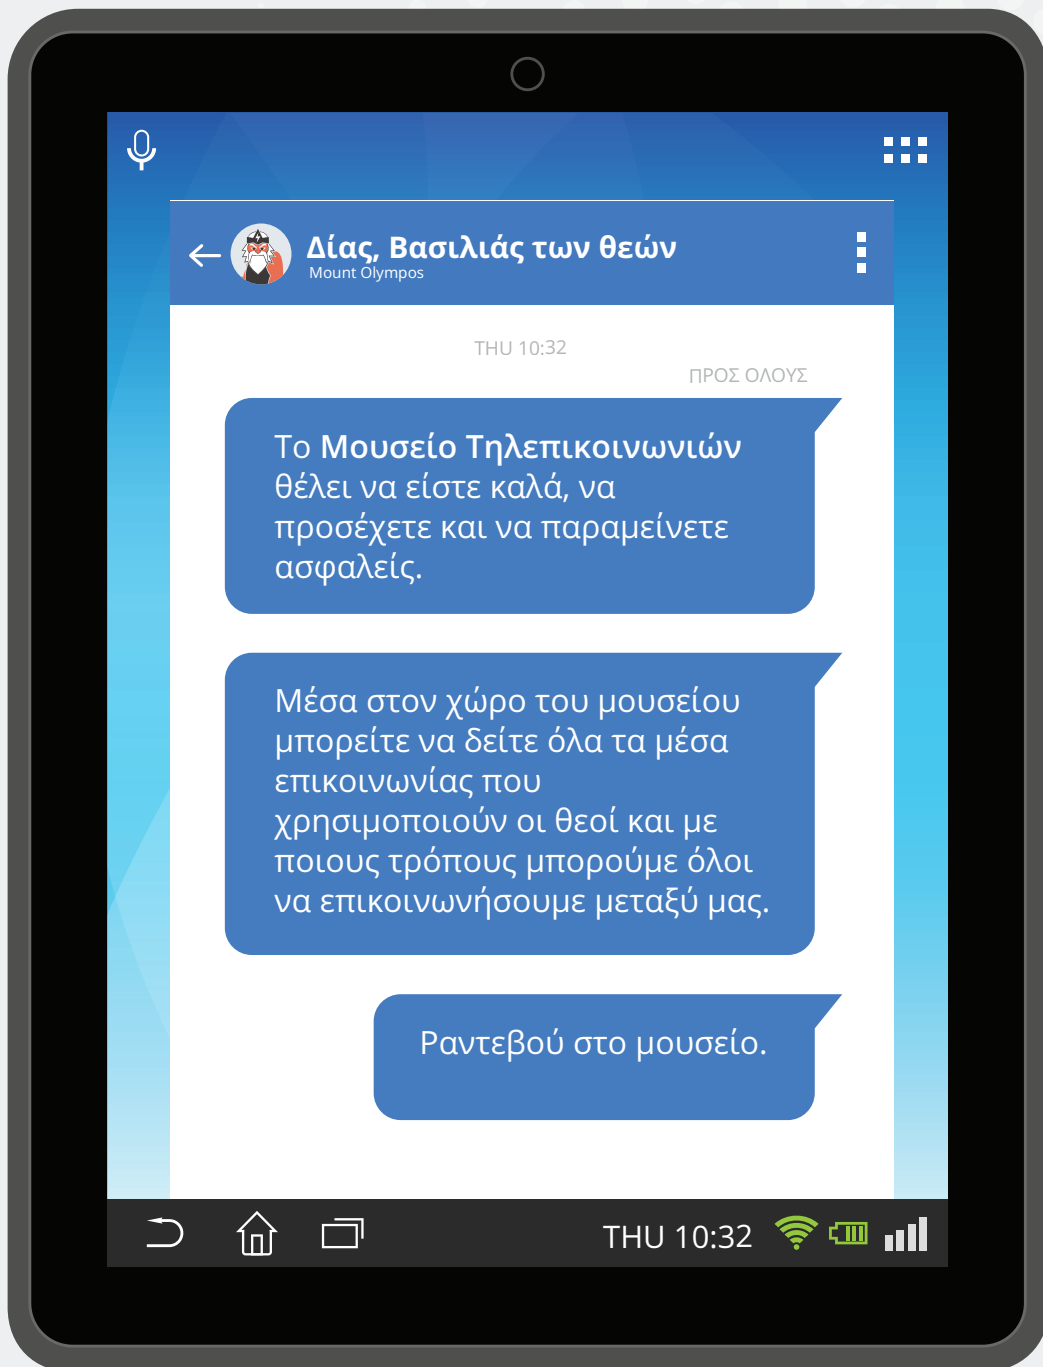 Δίας, Βασιλιάς των θεών
Mount Olympos
THU 10:32
ΠΡΟΣ ΟΛΟΥΣ
Το Μουσείο Τηλεπικοινωνιών
θέλει να είστε καλά, να
προσέχετε και να παραμείνετε
ασφαλείς.
Μέσα στον χώρο του μουσείου
μπορείτε να δείτε όλα τα μέσα
επικοινωνίας που
χρησιμοποιούν οι θεοί και με
ποιους τρόπους μπορούμε όλοι
να επικοινωνήσουμε μεταξύ μας.
Ραντεβού στο μουσείο.
THU 10:32